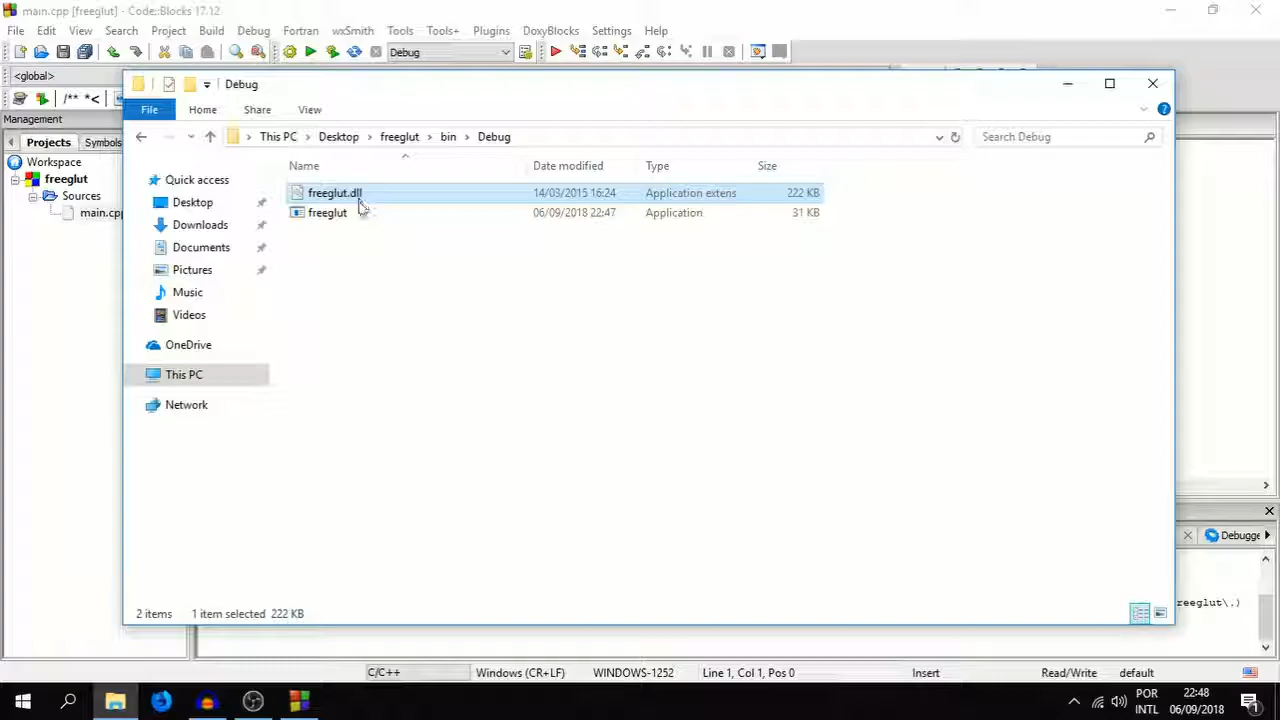 main.cpp [freeglut] - Code::Blocks 17.12
File Edit View Search Project Build Debug Fortran wxSmith Tools Tools+ Plugins DoxyBlocks Settings Help
Debug
<global>
/** *<
Management
Projects Symbols
Workspace
freeglut
Sources
main.cpp
Debug
File Home Share View
This PC Desktop freeglut bin Debug
Search Debug
Name Date modified Type Size
freeglut.dll 14/03/2015 16:24 Application extens 222 KB
freeglut 06/09/2018 22:47 Application 31 KB
Quick access
Desktop
Downloads
Documents
Pictures
Music
Videos
OneDrive
This PC
Network
2 items 1 item selected 222 KB
Debugge
reeglut\.)
C/C++ Windows (CR+LF) WINDOWS-1252 Line 1, Col 1, Pos 0 Insert Read/Write default
POR
INTL
22:48
06/09/2018
1